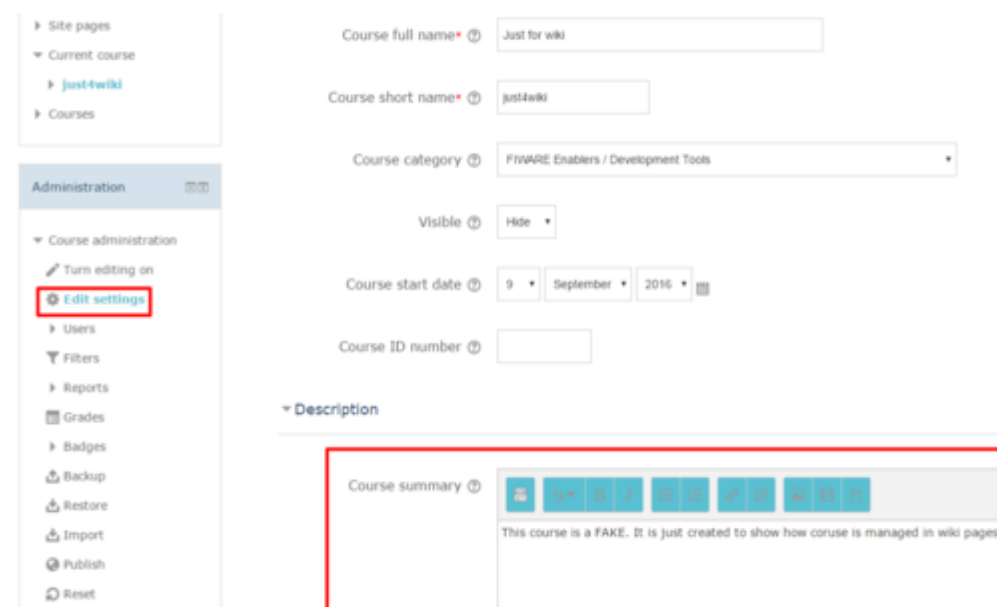 Site pages
Current course
just4wiki
Courses
Administration
Course administration
Turn editing on
Edit settings
Users
Filters
Reports
Grades
Badges
Backup
Restore
Import
Publish
Reset
Course full name* Just for wiki
Course short name* just4wiki
Course category FIWARE Enablers / Development Tools
Visible Hide
Course start date 9 September 2016
Course ID number
Description
Course summary
B I
This course is a FAKE. It is just created to show how coruse is managed in wiki pages